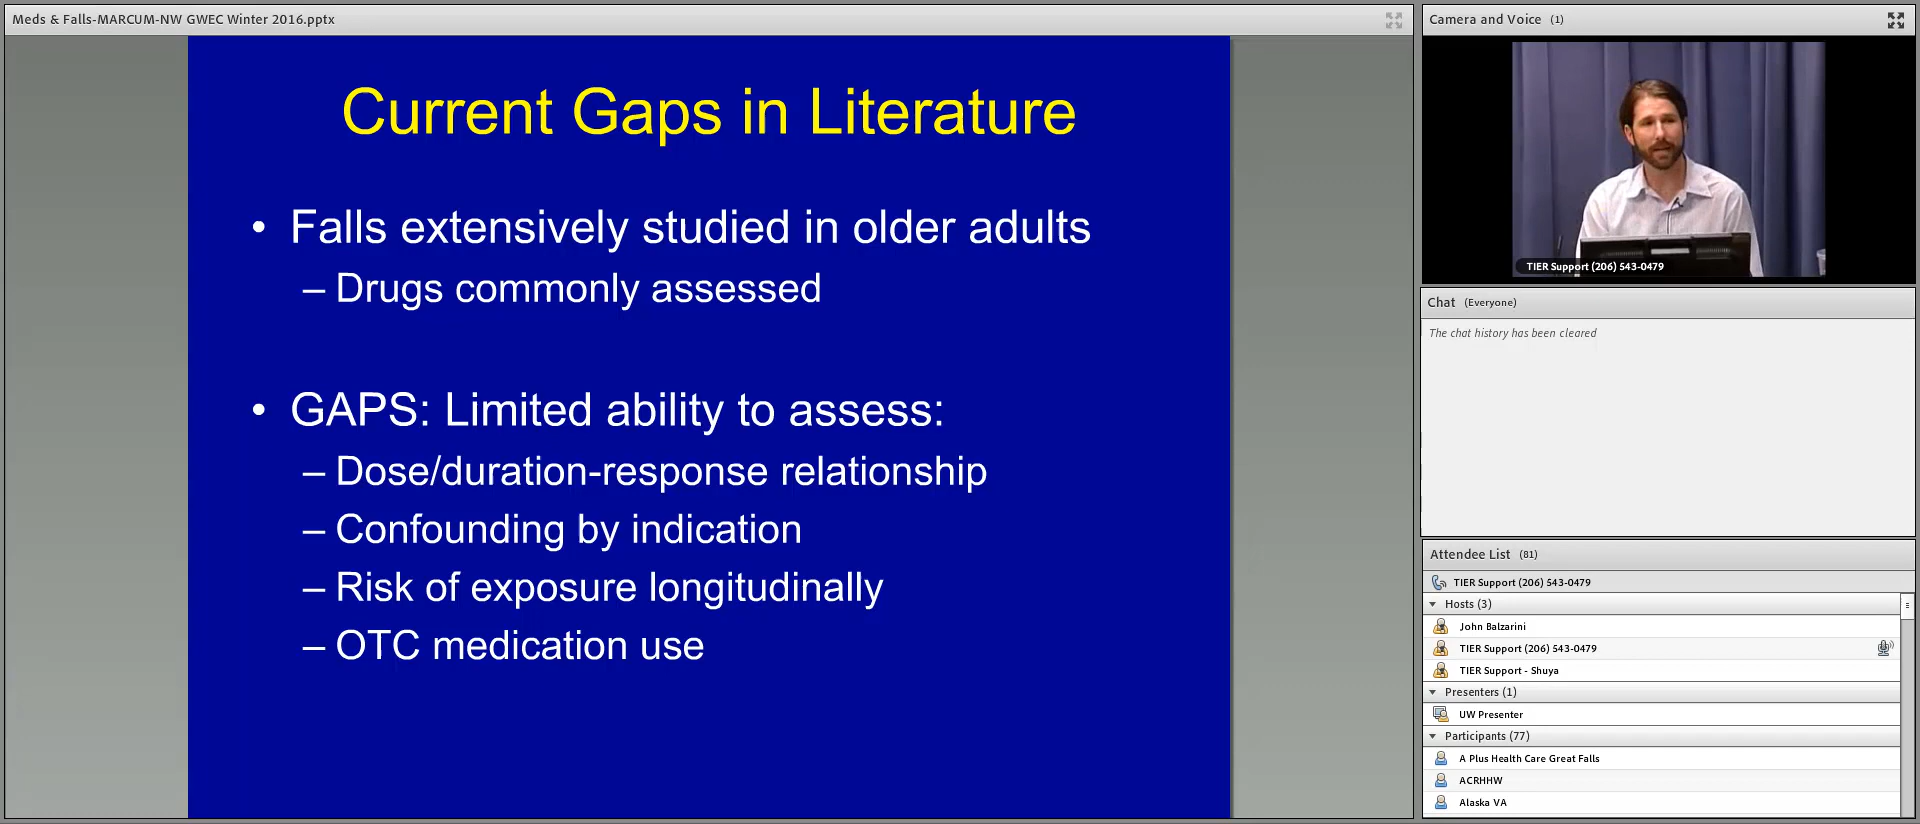 Meds & Falls-MARCUM-NW GWEC Winter 2016.pptx
Current Gaps in Literature
• Falls extensively studied in older adults
– Drugs commonly assessed
• GAPS: Limited ability to assess:
– Dose/duration-response relationship
– Confounding by indication
– Risk of exposure longitudinally
– OTC medication use
Camera and Voice (1)
TIER Support (206) 543-0479
Chat (Everyone)
The chat history has been cleared
Attendee List (81)
TIER Support (206) 543-0479
Hosts (3)
John Balzarini
TIER Support (206) 543-0479
TIER Support - Shuya
Presenters (1)
UW Presenter
Participants (77)
A Plus Health Care Great Falls
ACRHHW
Alaska VA